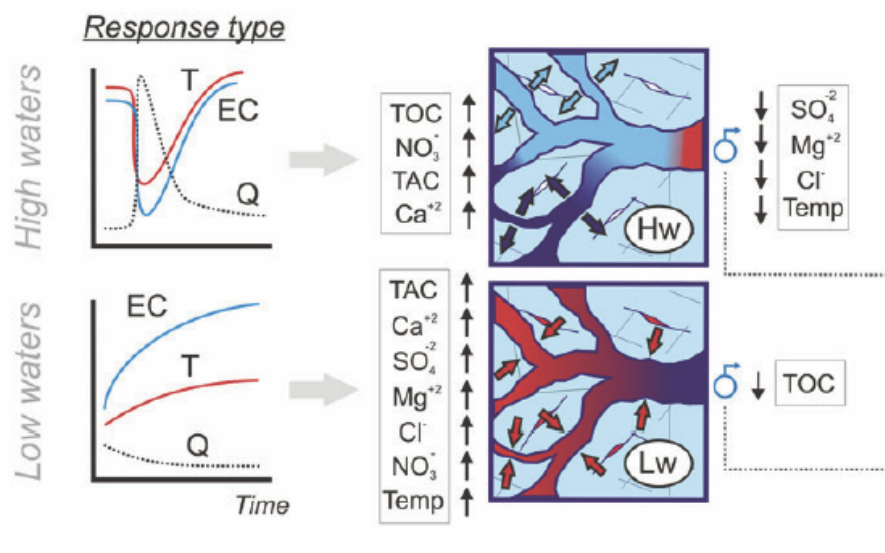 Response type
High waters
T
EC
Q
TOC
NO₃⁻
TAC
Ca⁺²
Hw
SO₄⁻²
Mg⁺²
Cl⁻
Temp
Low waters
EC
T
Q
Time
TAC
Ca⁺²
SO₄⁻²
Mg⁺²
Cl⁻
NO₃⁻
Temp
Lw
TOC